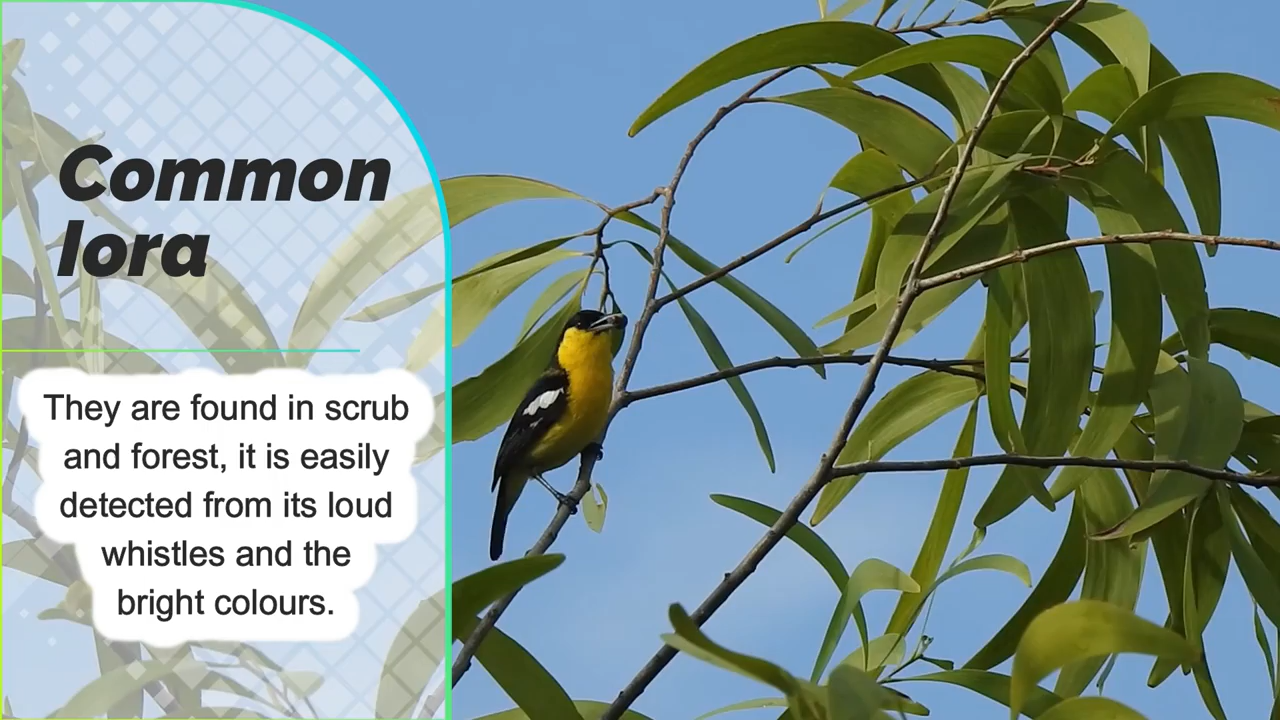 Common
lora
They are found in scrub
and forest, it is easily
detected from its loud
whistles and the
bright colours.